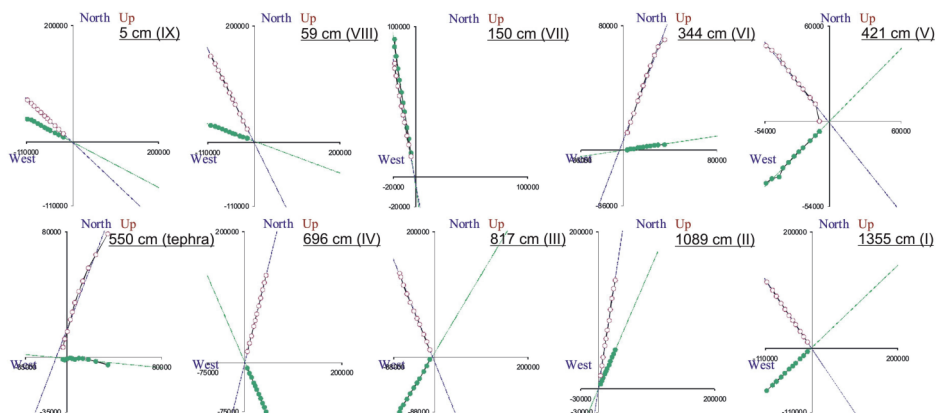 North Up
5 cm (IX)
200000
West
110000
200000
-110000
North Up
59 cm (VIII)
200000
West
110000
200000
-110000
North Up
150 cm (VII)
100000
West
-20000
100000
-20000
North Up
344 cm (VI)
80000
West
80000
North Up
421 cm (V)
60000
West
-54000
60000
-54000
North Up
550 cm (tephra)
80000
West
80000
-35000
North Up
696 cm (IV)
200000
West
-75000
200000
-75000
North Up
817 cm (III)
200000
West
200000
North Up
1089 cm (II)
200000
West
-30000
200000
-30000
North Up
1355 cm (I)
200000
West
110000
200000
-110000